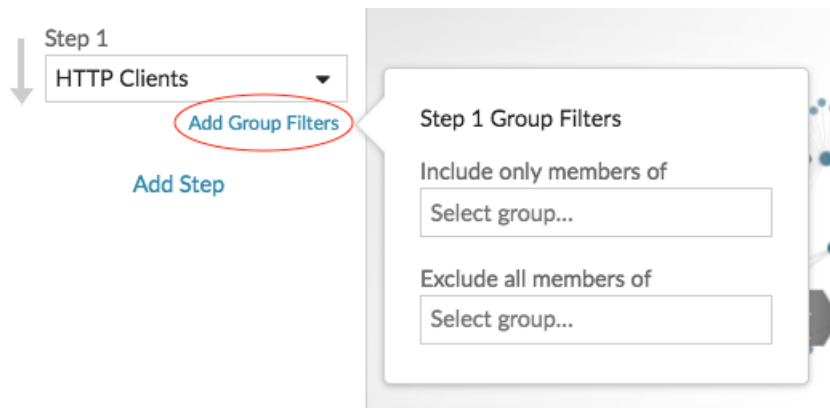 Step 1
HTTP Clients
Add Group Filters
Add Step
Step 1 Group Filters
Include only members of
Select group...
Exclude all members of
Select group...